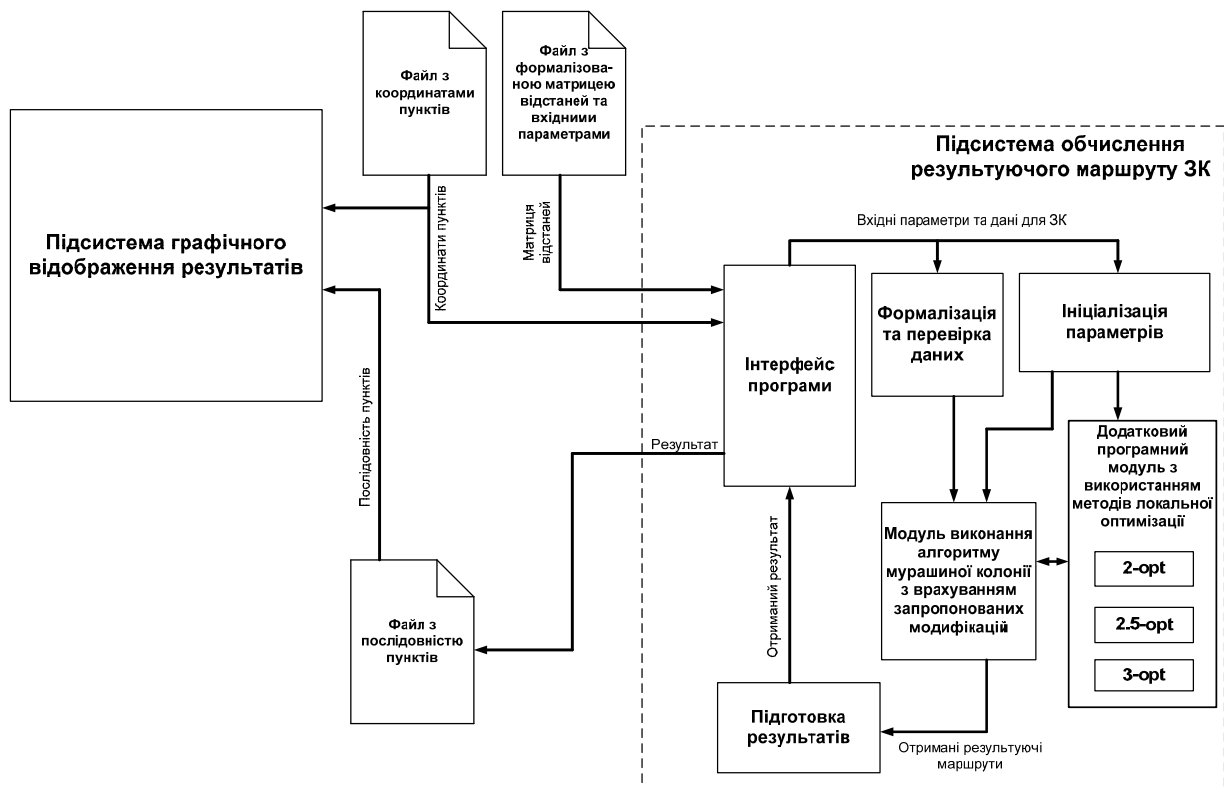 Файл з
координатами
пунктів
Файл з
формалізова-
ною матрицею
відстаней та
вхідними
параметрами
Підсистема обчислення
результуючого маршруту ЗК
Підсистема графічного
відображення результатів
Координати пунктів
Матриця
відстаней
Вхідні параметри та дані для ЗК
Формалізація
та перевірка
даних
Ініціалізація
параметрів
Інтерфейс
програми
Послідовність пунктів
Результат
Додатковий
програмний
модуль з
використанням
методів локальної
оптимізації
2-opt
2.5-opt
3-opt
Модуль виконання
алгоритму
мурашиної колонії
з врахуванням
запропонованих
модифікацій
Отриманий результат
Файл з
послідовністю
пунктів
Підготовка
результатів
Отримані результуючі
маршрути